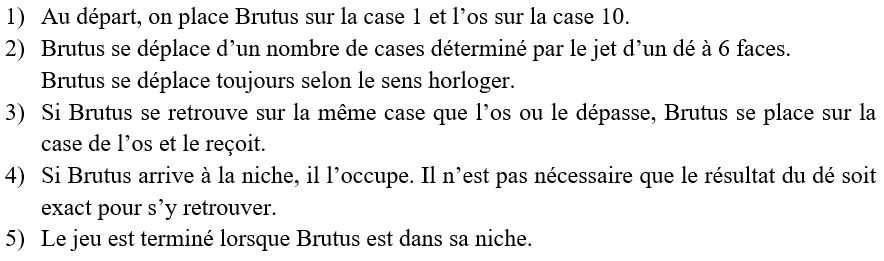 1) Au départ, on place Brutus sur la case 1 et l’os sur la case 10.
2) Brutus se déplace d’un nombre de cases déterminé par le jet d’un dé à 6 faces.
Brutus se déplace toujours selon le sens horloger.
3) Si Brutus se retrouve sur la même case que l’os ou le dépasse, Brutus se place sur la
case de l’os et le reçoit.
4) Si Brutus arrive à la niche, il l’occupe. Il n’est pas nécessaire que le résultat du dé soit
exact pour s’y retrouver.
5) Le jeu est terminé lorsque Brutus est dans sa niche.